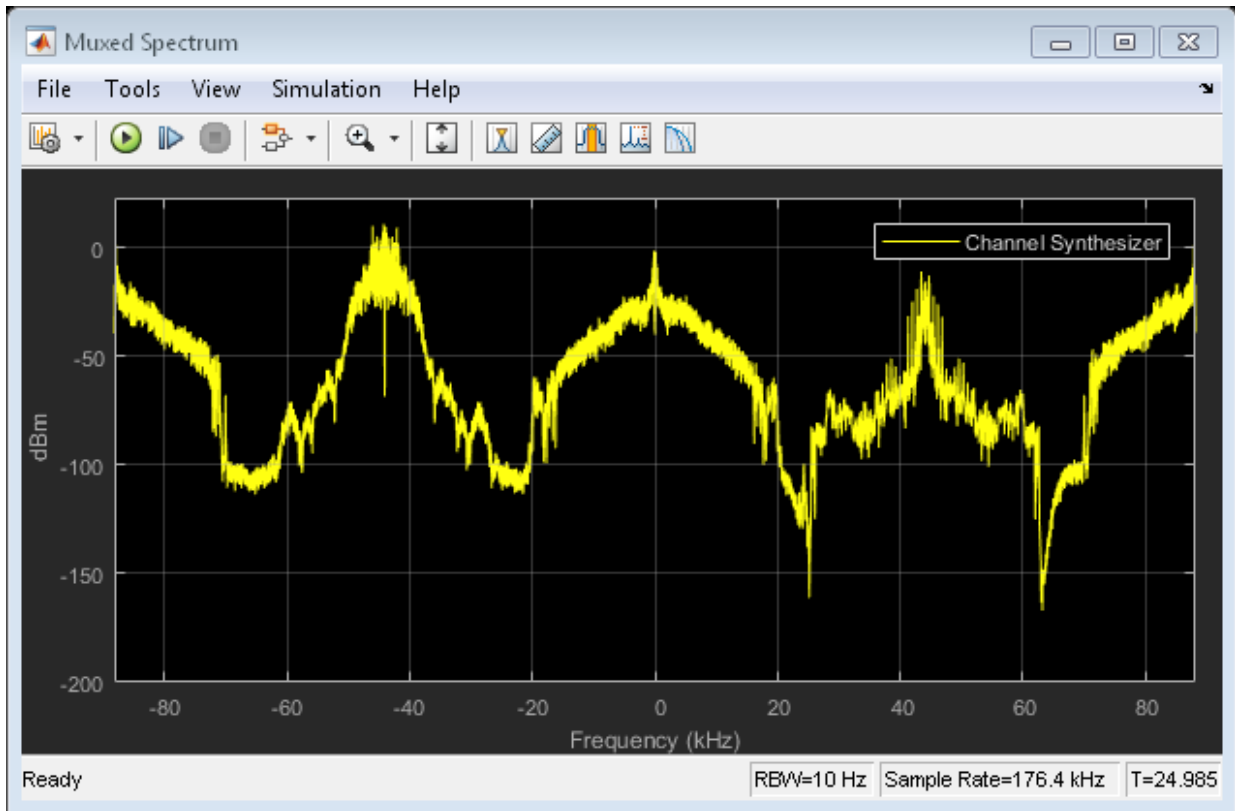 Muxed Spectrum
File Tools View Simulation Help
Channel Synthesizer
0
-50
-100
-150
-200
dBm
-80 -60 -40 -20 0 20 40 60 80
Frequency (kHz)
Ready RBW=10 Hz Sample Rate=176.4 kHz T=24.985